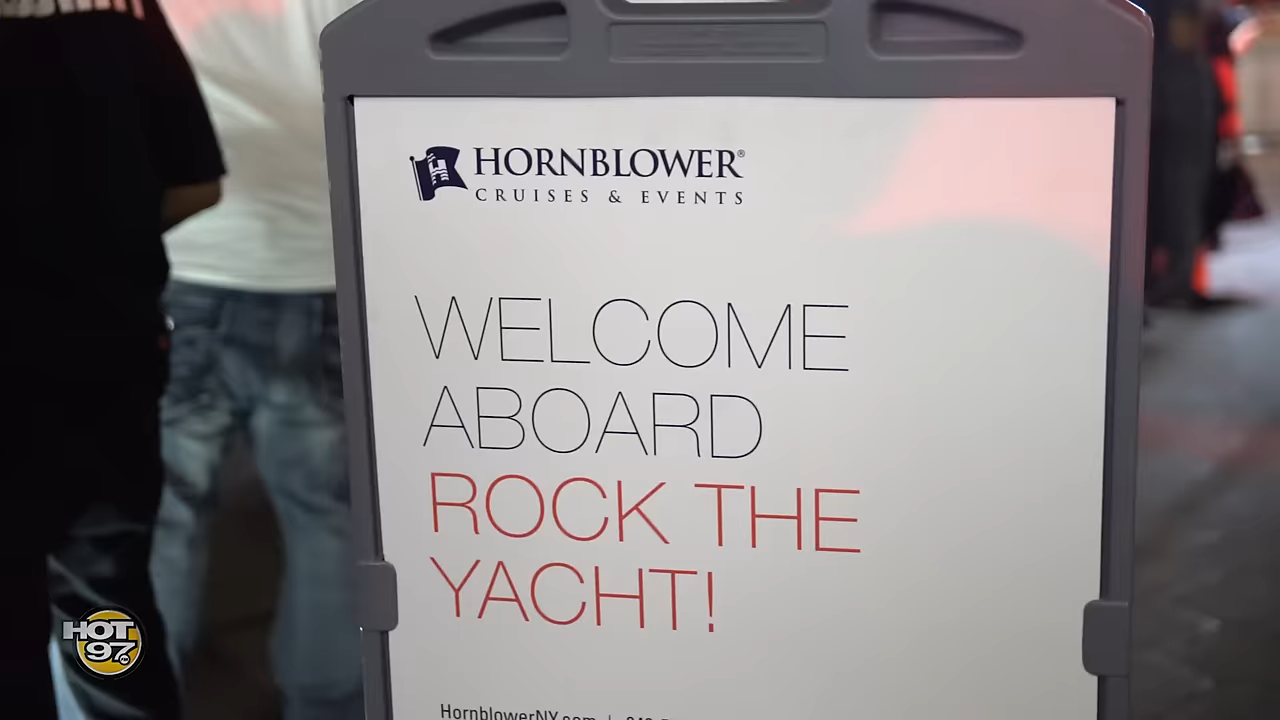 HORNBLOWER®
CRUISES & EVENTS
WELCOME
ABOARD
ROCK THE
YACHT!
HornblowerNY.com |
HOT
97